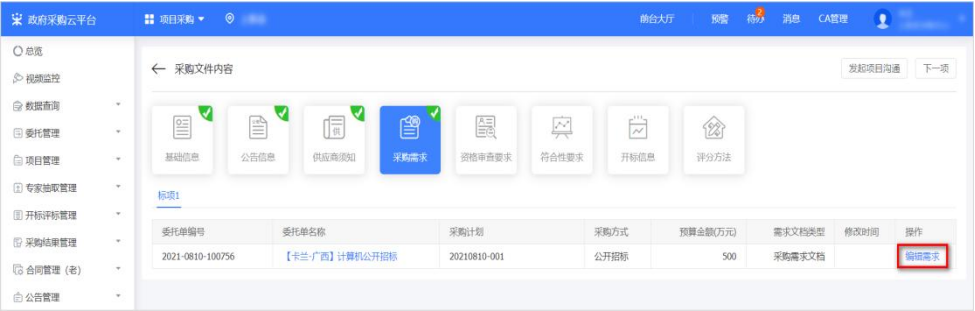 政府采购云平台
项目采购
前台大厅 预警 待办 2 消息 CA管理
总览
视频监控
数据查询
委托管理
项目管理
专家抽取管理
开标评标管理
采购结果管理
合同管理（老）
公告管理
← 采购文件内容
发起项目沟通 下一项
基础信息 公告信息 供应商须知 采购需求 资格审查要求 符合性要求 开标信息 评分方法
标项1
委托单编号 委托单名称 采购计划 采购方式 预算金额(万元) 需求文档类型 修改时间 操作
2021-0810-100756 【卡兰-广西】计算机公开招标 20210810-001 公开招标 500 采购需求文档 编辑需求